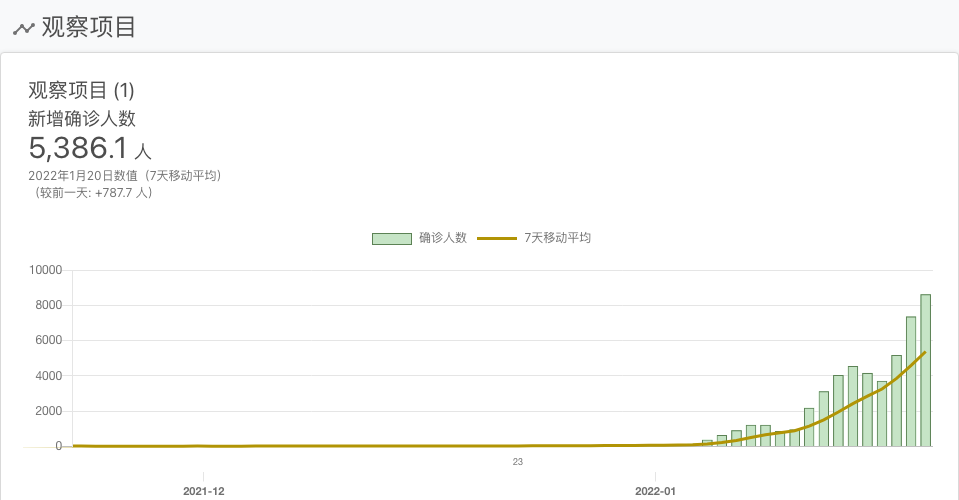 观察项目
观察项目 (1)
新增确诊人数
5,386.1 人
2022年1月20日数值（7天移动平均）
（较前一天: +787.7 人）
确诊人数 7天移动平均
10000
8000
6000
4000
2000
0
23
2021-12 2022-01